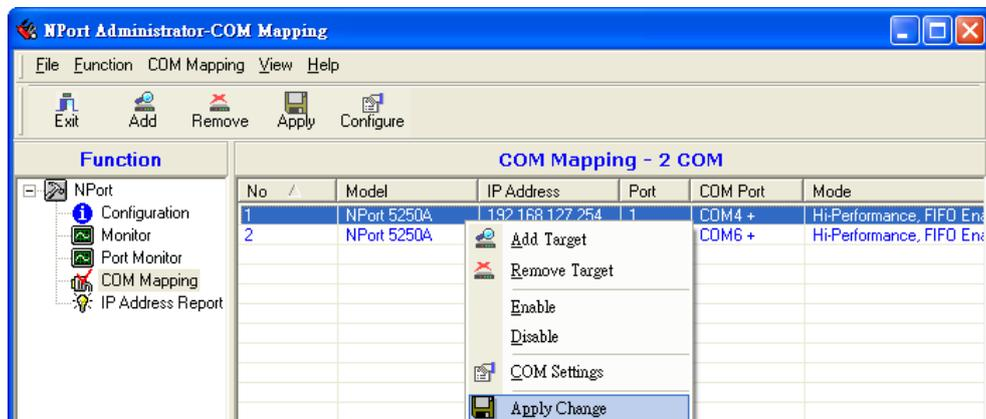 NPort Administrator-COM Mapping
File Function COM Mapping View Help
Exit Add Remove Apply Configure
Function
COM Mapping - 2 COM
NPort
Configuration
Monitor
Port Monitor
COM Mapping
IP Address Report
No Model IP Address Port COM Port Mode
1 NPort 5250A 192.168.127.254 1 COM4 + Hi-Performance, FIFO Ena
2 NPort 5250A COM6 + Hi-Performance, FIFO Ena
Add Target
Remove Target
Enable
Disable
COM Settings
Apply Change